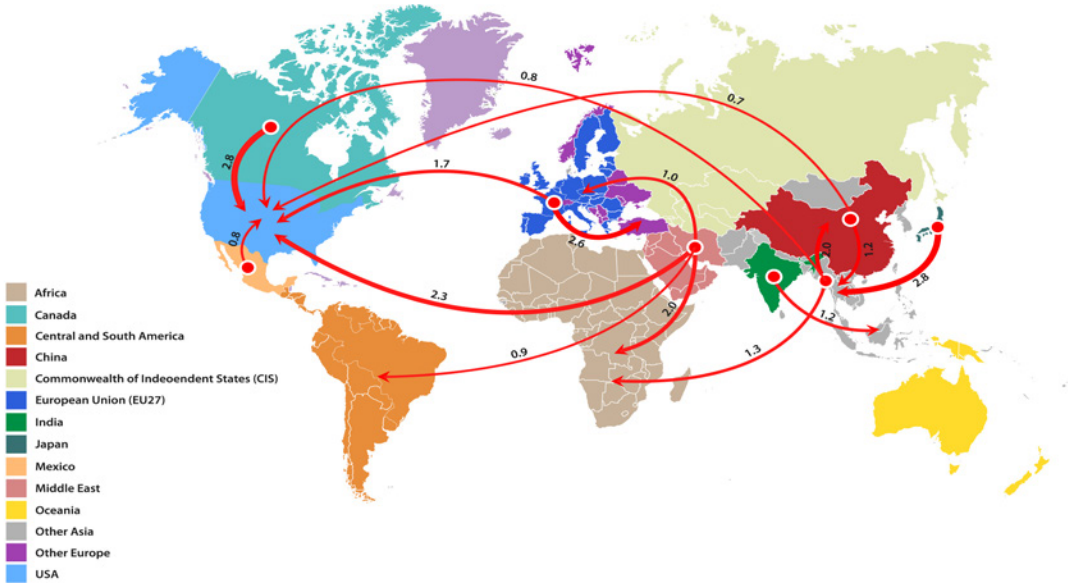 0.8
0.7
2.8
1.7
1.0
0.8
2.6
2.0
1.2
2.3
2.0
2.8
1.2
0.9
1.3
Africa
Canada
Central and South America
China
Commonwealth of Indeoendent States (CIS)
European Union (EU27)
India
Japan
Mexico
Middle East
Oceania
Other Asia
Other Europe
USA